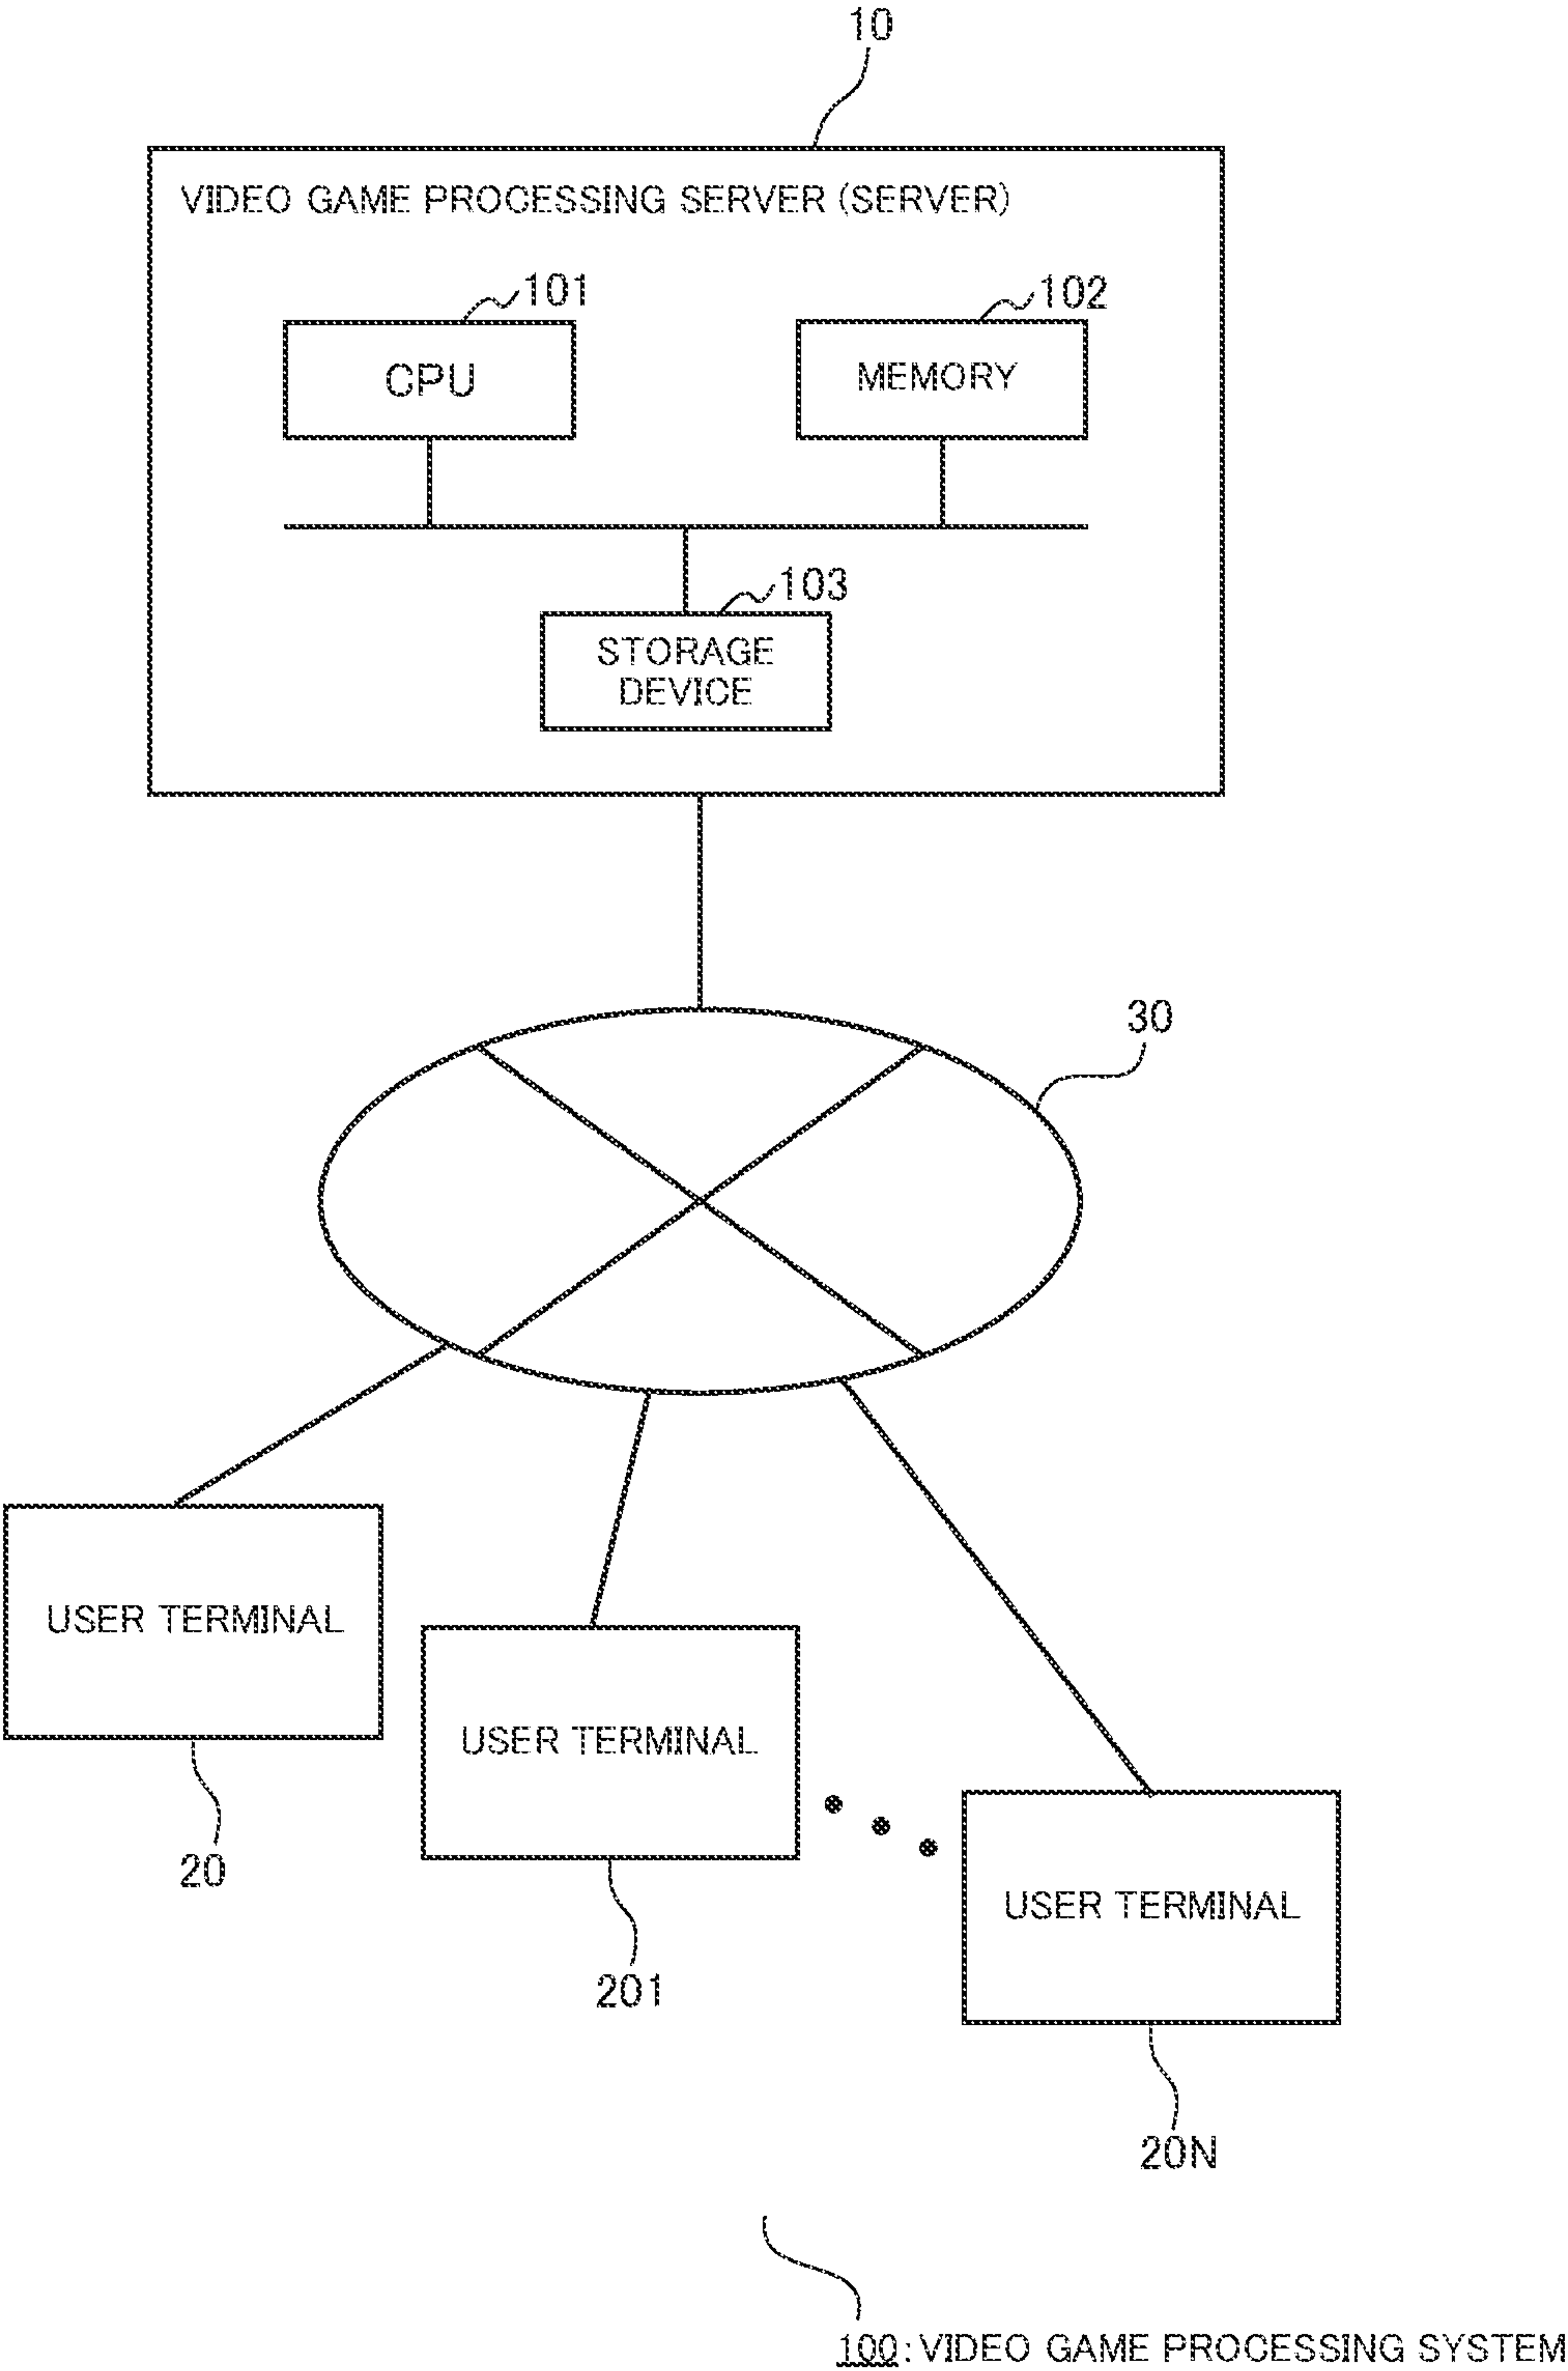 10
VIDEO GAME PROCESSING SERVER (SERVER)
101
102
CPU
MEMORY
103
STORAGE
DEVICE
30
USER TERMINAL
20
USER TERMINAL
201
USER TERMINAL
20N
100: VIDEO GAME PROCESSING SYSTEM